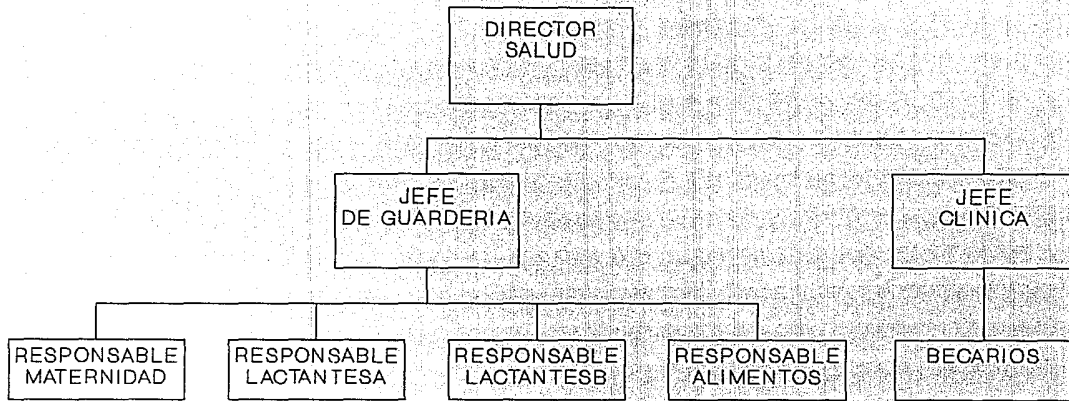 DIRECTOR
SALUD
JEFE
DE GUARDERIA
JEFE
CLINICA
RESPONSABLE
MATERNIDAD
RESPONSABLE
LACTANTESA
RESPONSABLE
LACTANTESB
RESPONSABLE
ALIMENTOS
BECARIOS